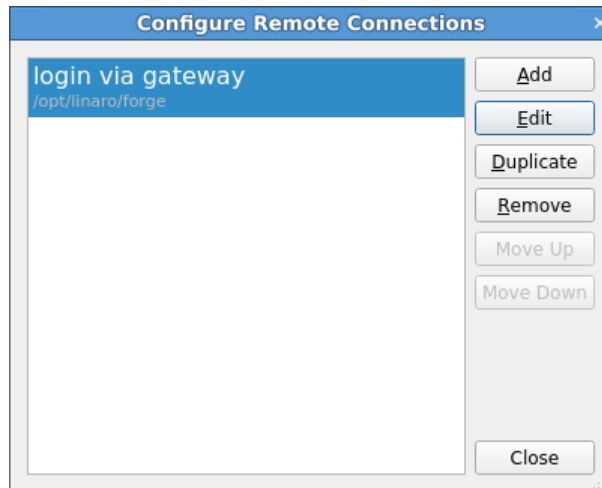 Configure Remote Connections
login via gateway
/opt/linaro/forge
Add
Edit
Duplicate
Remove
Move Up
Move Down
Close